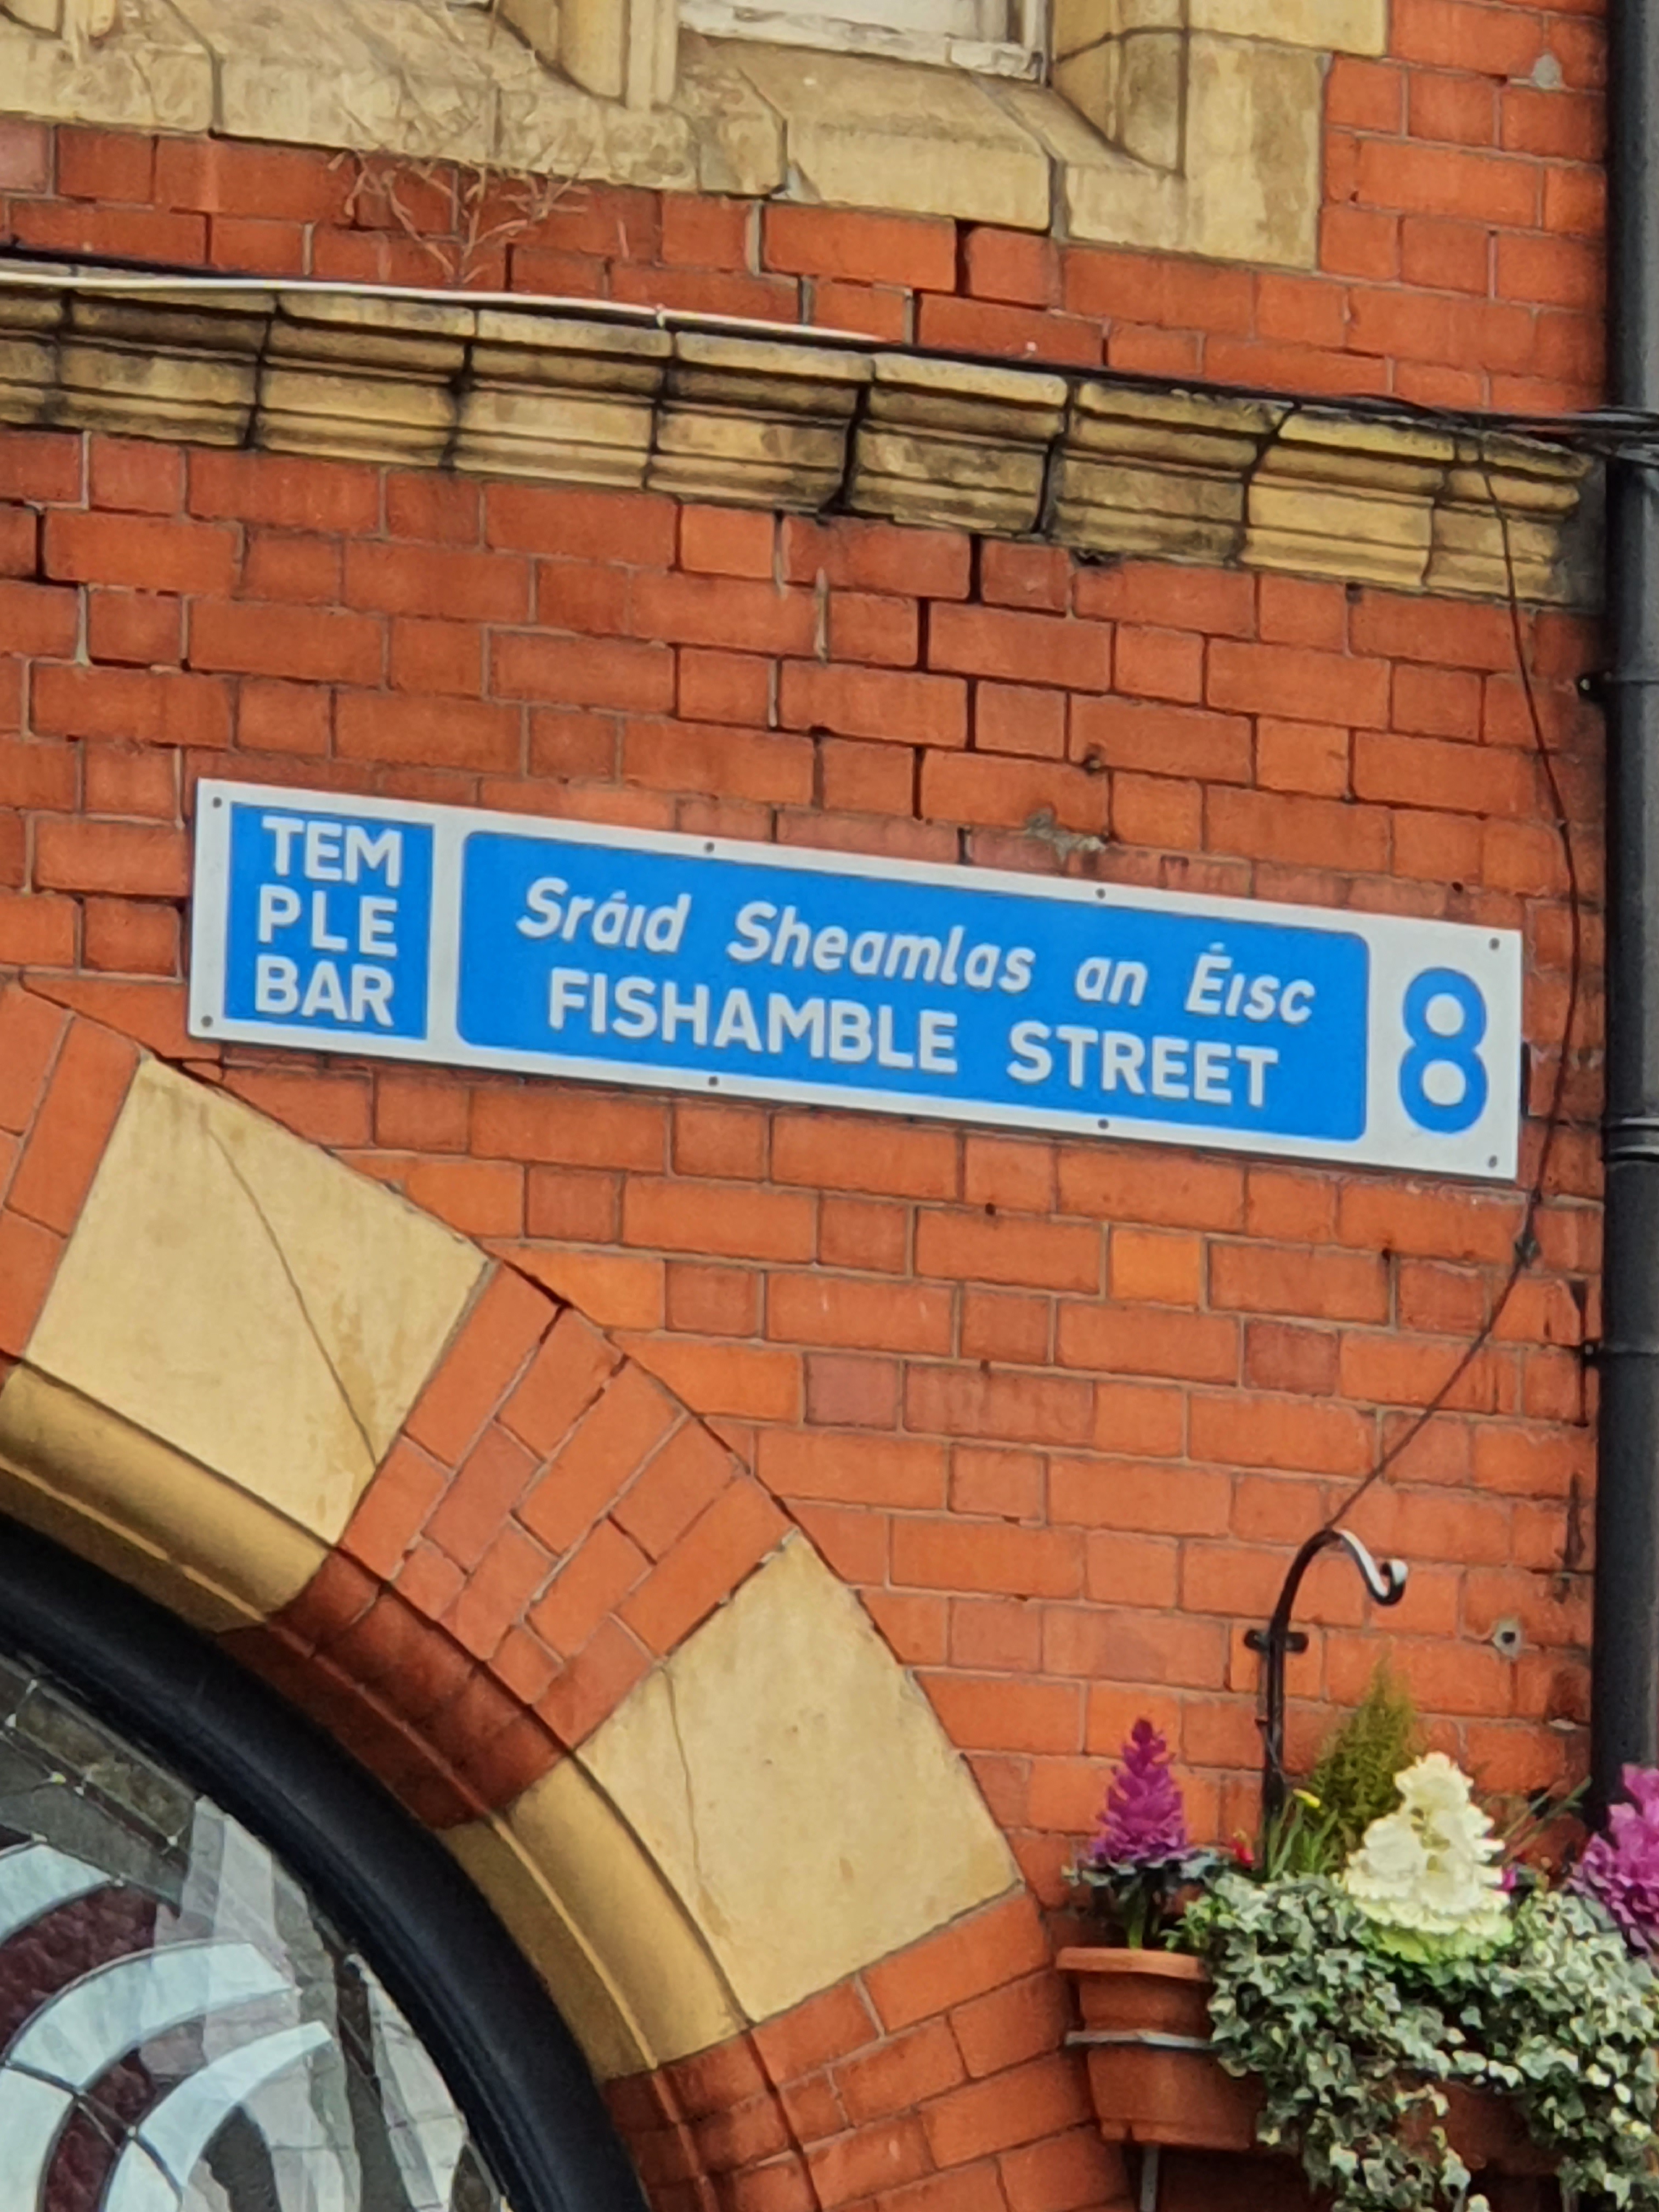 TEM
PLE
BAR
Sráid Sheamlas an Éisc
FISHAMBLE STREET
8